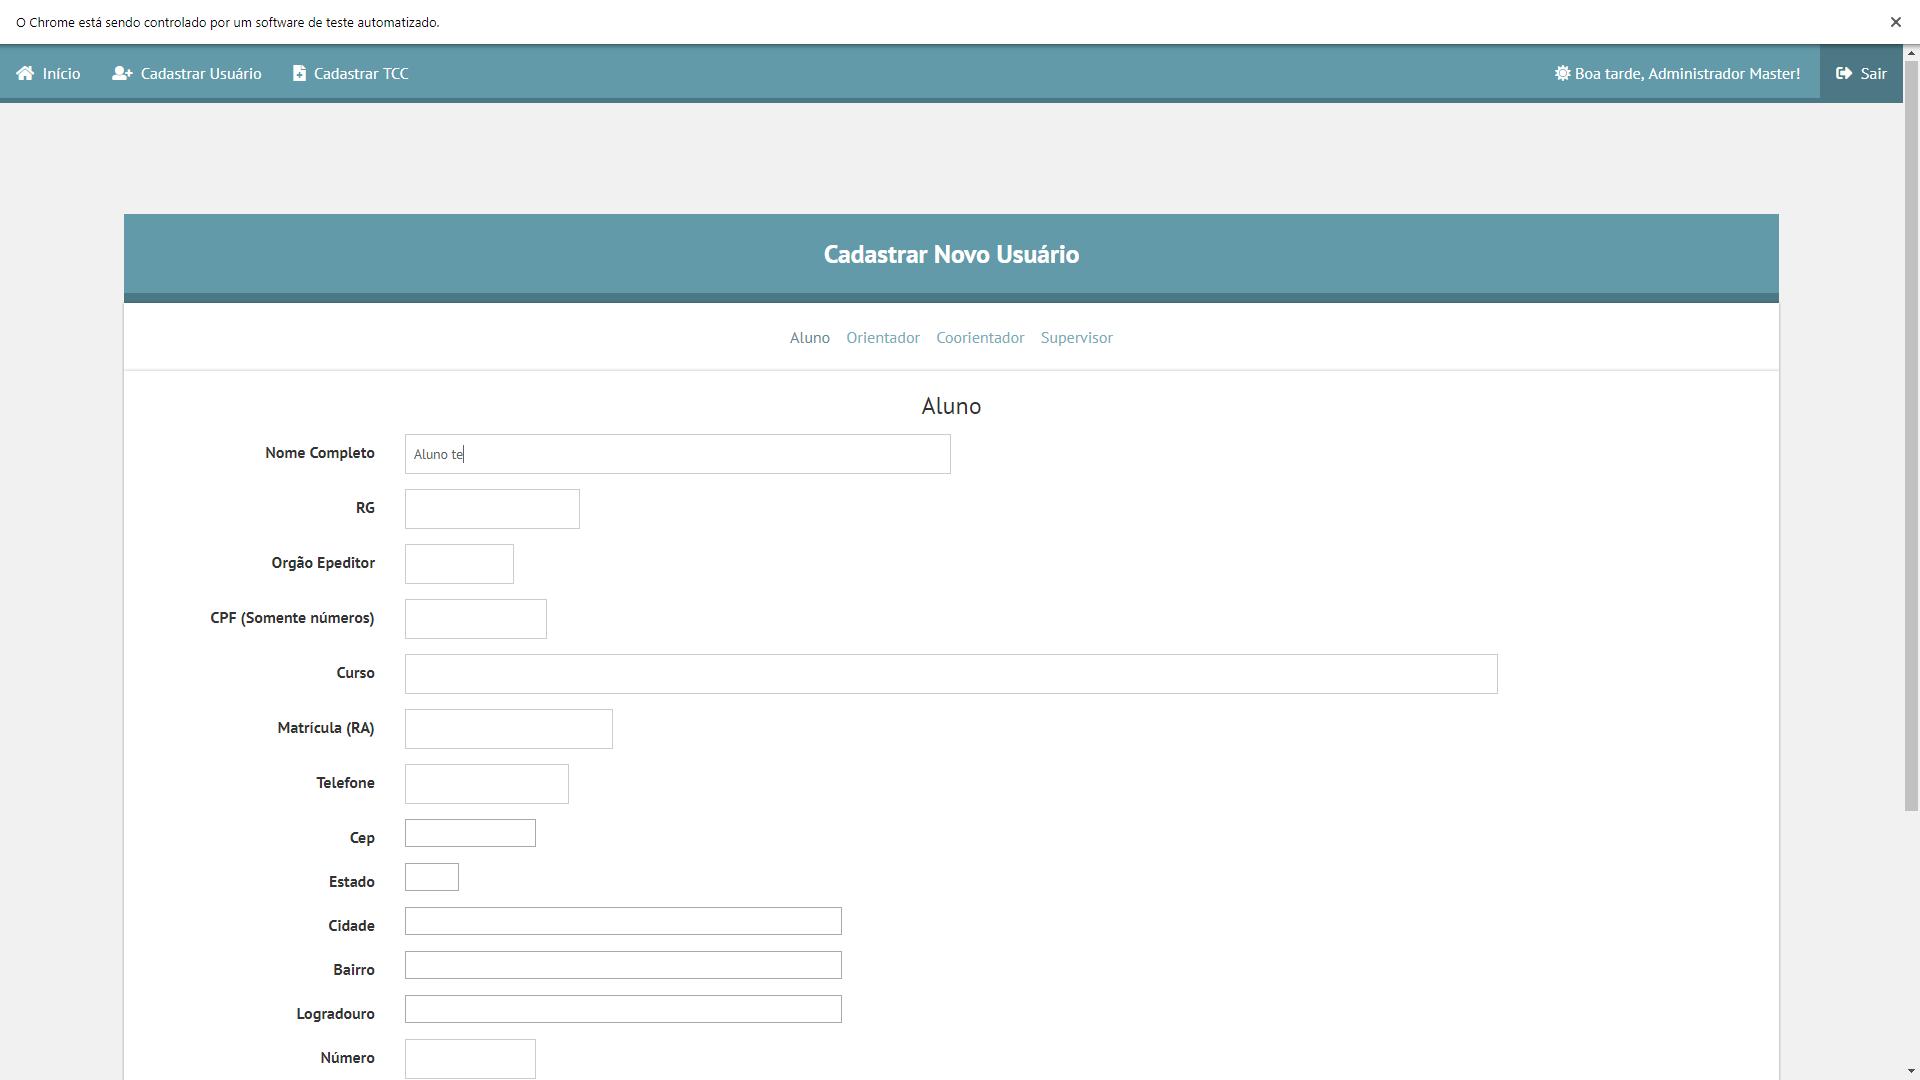 O Chrome está sendo controlado por um software de teste automatizado.
Início Cadastrar Usuário Cadastrar TCC Boa tarde, Administrador Master! Sair
Cadastrar Novo Usuário
Aluno Orientador Coorientador Supervisor
Aluno
Nome Completo Aluno te
RG
Orgão Epeditor
CPF (Somente números)
Curso
Matrícula (RA)
Telefone
Cep
Estado
Cidade
Bairro
Logradouro
Número